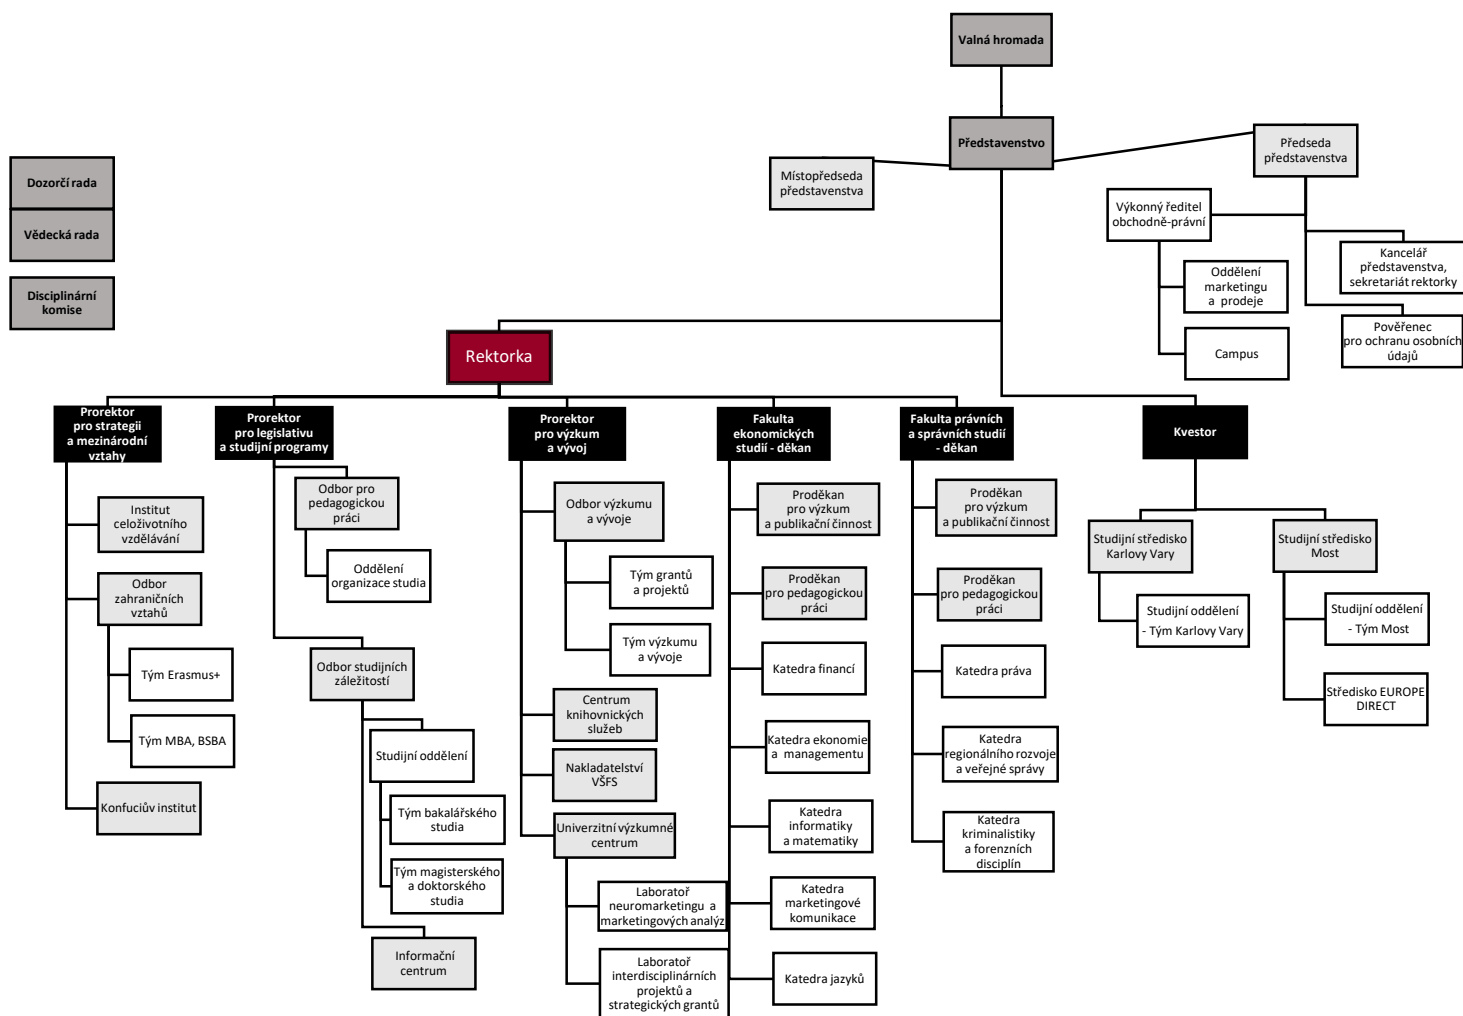 Valná hromada
Představenstvo
Místopředseda
představenstva
Předseda
představenstva
Dozorčí rada
Vědecká rada
Disciplinární
komise
Výkonný ředitel
obchodně-právní
Oddělení
marketingu
a prodeje
Campus
Kancelář
představenstva,
sekretariát rektorky
Pověřenec
pro ochranu osobních
údajů
Rektorka
Prorektor
pro strategii
a mezinárodní
vztahy
Institut
celoživotního
vzdělávání
Odbor
zahraničních
vztahů
Tým Erasmus+
Tým MBA, BSBA
Konfuciův institut
Prorektor
pro legislativu
a studijní programy
Odbor pro
pedagogickou
práci
Oddělení
organizace studia
Odbor studijních
záležitostí
Studijní oddělení
Tým bakalářského
studia
Tým magisterského
a doktorského
studia
Informační
centrum
Prorektor
pro výzkum
a vývoj
Odbor výzkumu
a vývoje
Tým grantů
a projektů
Tým výzkumu
a vývoje
Centrum
knihovnických
služeb
Nakladatelství
VŠFS
Univerzitní výzkumné
centrum
Laboratoř
neuromarketingu a
marketingových analýz
Laboratoř
interdisciplinárních
projektů a
strategických grantů
Fakulta
ekonomických
studií - děkan
Proděkan
pro výzkum
a publikační činnost
Proděkan
pro pedagogickou
práci
Katedra financí
Katedra ekonomie
a managementu
Katedra
informatiky
a matematiky
Katedra
marketingové
komunikace
Katedra jazyků
Fakulta právních
a správních studií
- děkan
Proděkan
pro výzkum
a publikační činnost
Proděkan
pro pedagogickou
práci
Katedra práva
Katedra
regionálního rozvoje
a veřejné správy
Katedra
kriminalistiky
a forenzních
disciplín
Kvestor
Studijní středisko
Karlovy Vary
Studijní oddělení
- Tým Karlovy Vary
Studijní středisko
Most
Studijní oddělení
- Tým Most
Středisko EUROPE
DIRECT